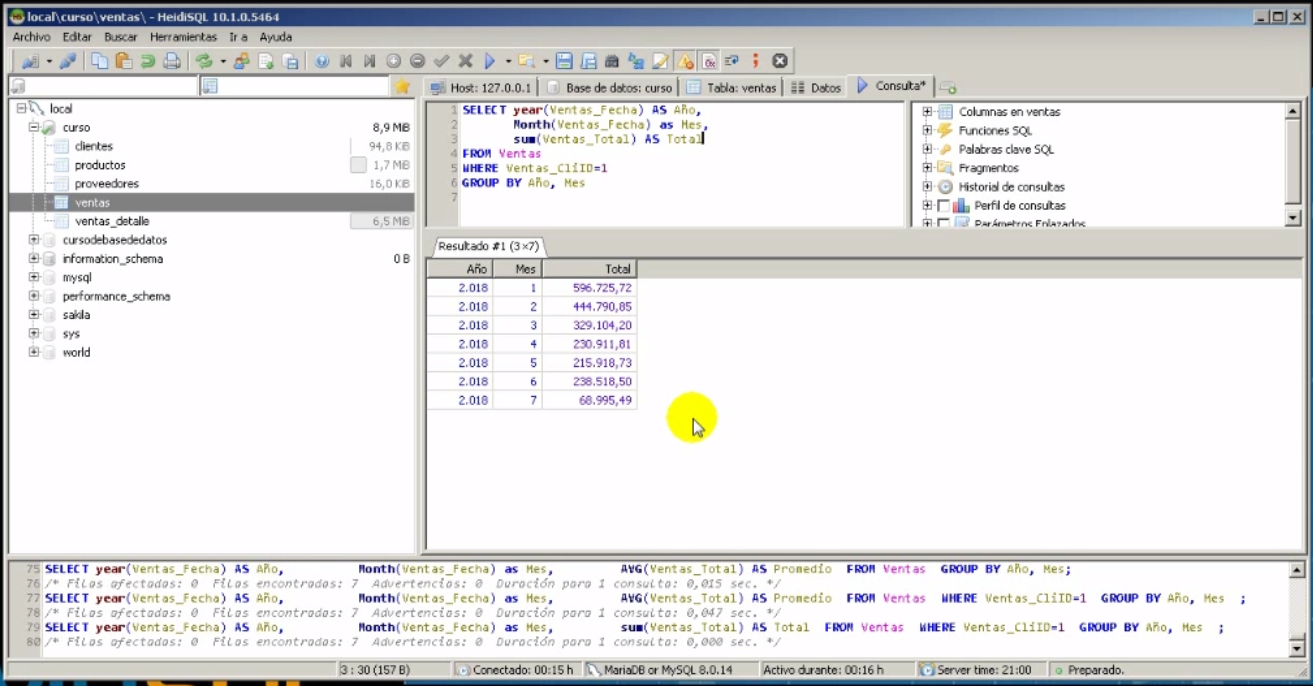 local\curso\ventas\ - HeidiSQL 10.1.0.5464
Archivo Editar Buscar Herramientas Ir a Ayuda
Host: 127.0.0.1 Base de datos: curso Tabla: ventas Datos Consulta*
local
curso 8,9 MiB
clientes 94,8 KiB
productos 1,7 MiB
proveedores 16,0 KiB
ventas
ventas_detalle 6,5 MiB
cursodebasededatos
information_schema 0 B
mysql
performance_schema
sakila
sys
world
1 SELECT year(Ventas_Fecha) AS Año,
2 Month(Ventas_Fecha) as Mes,
3 sum(Ventas_Total) AS Total
4 FROM Ventas
5 WHERE Ventas_CliID=1
6 GROUP BY Año, Mes
7
Columnas en ventas
Funciones SQL
Palabras clave SQL
Fragmentos
Historial de consultas
Perfil de consultas
Parámetros Enlazados
Resultado #1 (3×7)
Año Mes Total
2.018 1 596.725,72
2.018 2 444.790,85
2.018 3 329.104,20
2.018 4 230.911,81
2.018 5 215.918,73
2.018 6 238.518,50
2.018 7 68.995,49
75 SELECT year(Ventas_Fecha) AS Año, Month(Ventas_Fecha) as Mes, AVG(Ventas_Total) AS Promedio FROM Ventas GROUP BY Año, Mes;
76 /* Filas afectadas: 0 Filas encontradas: 7 Advertencias: 0 Duración para 1 consulta: 0,015 sec. */
77 SELECT year(Ventas_Fecha) AS Año, Month(Ventas_Fecha) as Mes, AVG(Ventas_Total) AS Promedio FROM Ventas WHERE Ventas_CliID=1 GROUP BY Año, Mes ;
78 /* Filas afectadas: 0 Filas encontradas: 7 Advertencias: 0 Duración para 1 consulta: 0,047 sec. */
79 SELECT year(Ventas_Fecha) AS Año, Month(Ventas_Fecha) as Mes, sum(Ventas_Total) AS Total FROM Ventas WHERE Ventas_CliID=1 GROUP BY Año, Mes ;
80 /* Filas afectadas: 0 Filas encontradas: 7 Advertencias: 0 Duración para 1 consulta: 0,000 sec. */
3 : 30 (157 B) Conectado: 00:15 h MariaDB or MySQL 8.0.14 Activo durante: 00:16 h Server time: 21:00 Preparado.